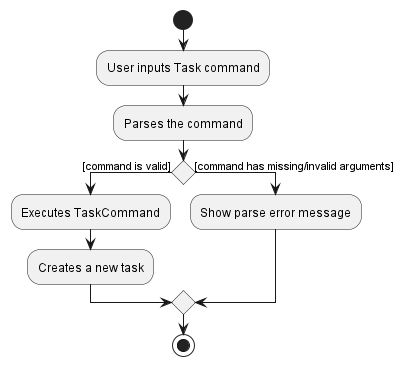 User inputs Task command
Parses the command
[command is valid]
[command has missing/invalid arguments]
Executes TaskCommand
Show parse error message
Creates a new task